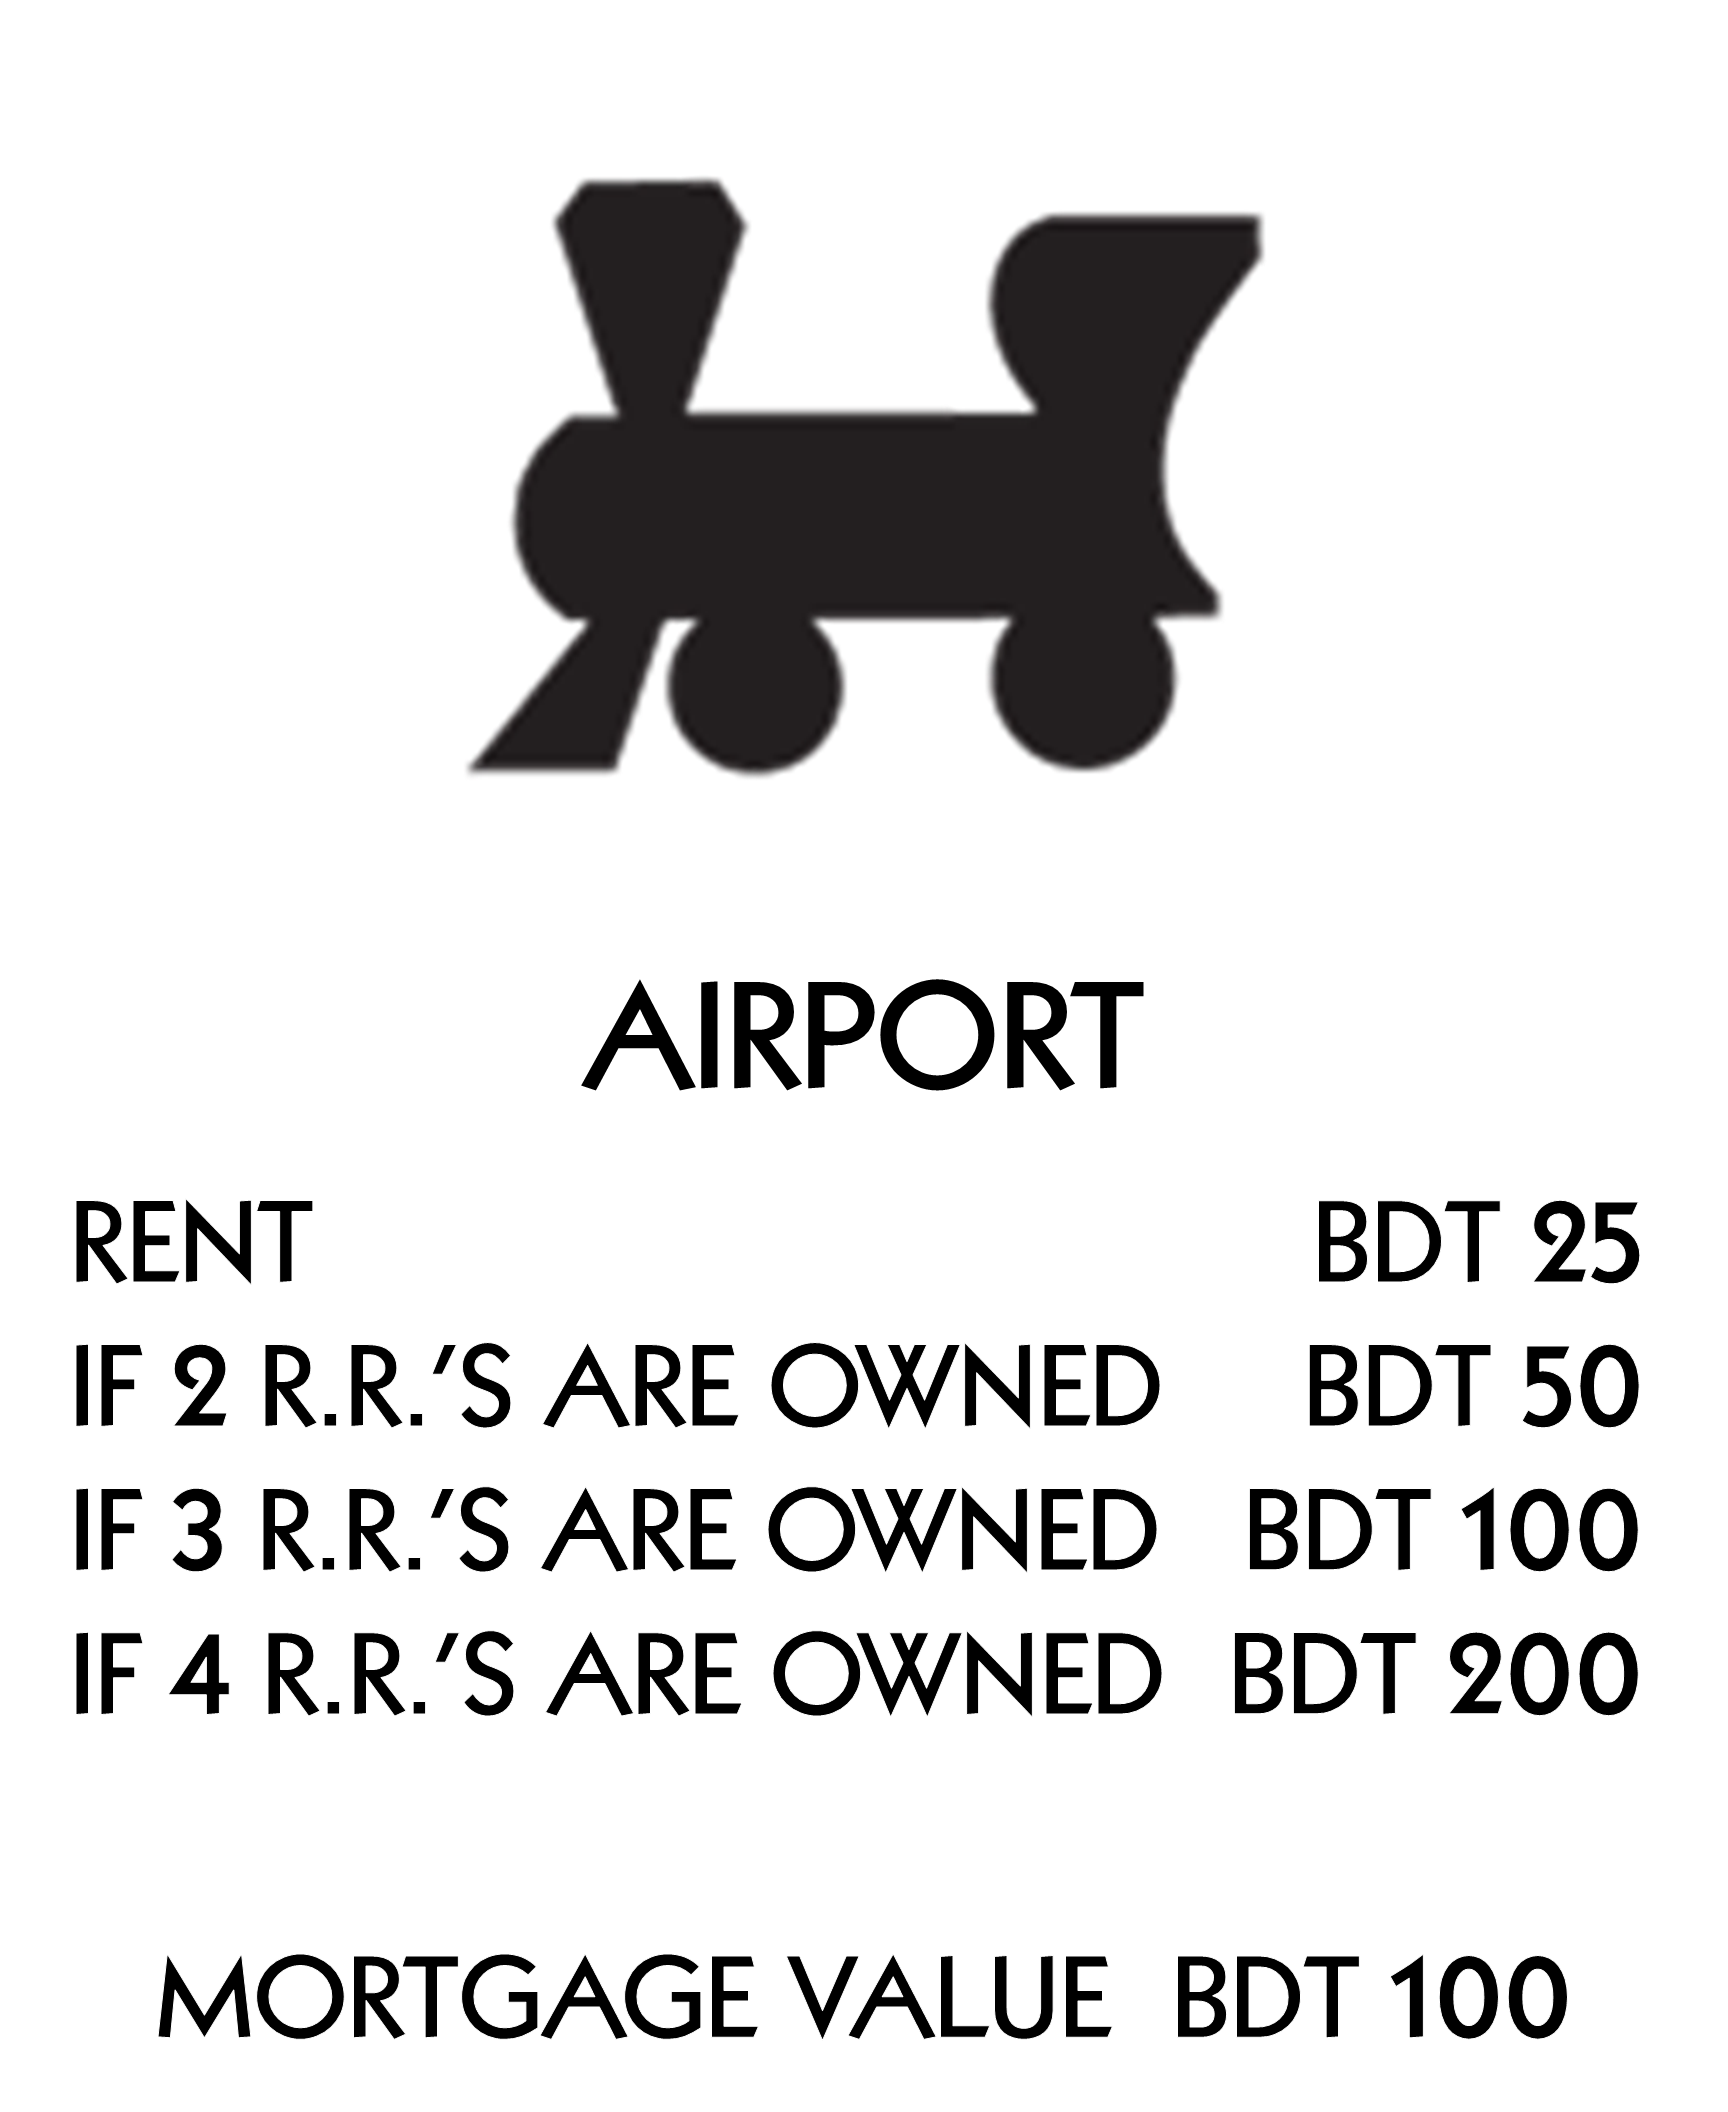 AIRPORT
RENT BDT 25
IF 2 R.R.'S ARE OWNED BDT 50
IF 3 R.R.'S ARE OWNED BDT 100
IF 4 R.R.'S ARE OWNED BDT 200
MORTGAGE VALUE BDT 100